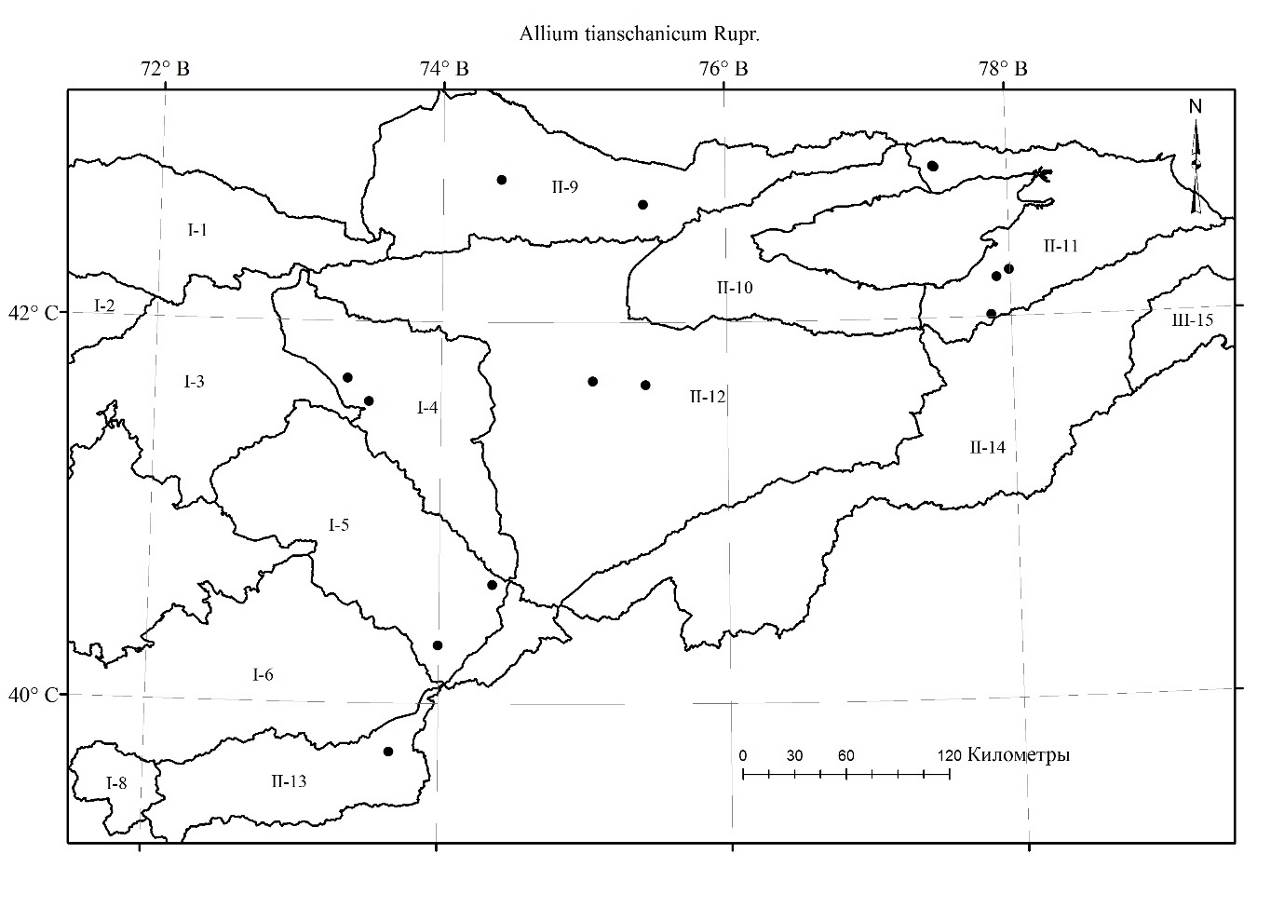 Allium tianschanicum Rupr.
72° В 74° В 76° В 78° В
N
II-9
I-1
II-11
II-10
I-2
42° С
III-15
I-3
II-12
I-4
II-14
I-5
I-6
40° С
0 30 60 120 Километры
I-8
II-13